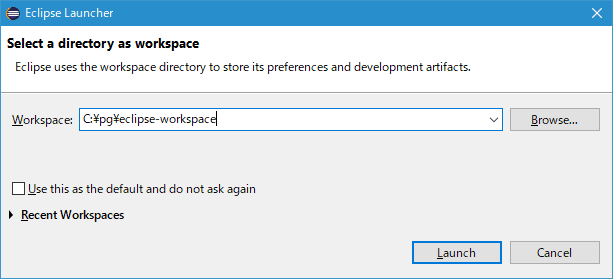 Eclipse Launcher
Select a directory as workspace
Eclipse uses the workspace directory to store its preferences and development artifacts.
Workspace: C:¥pg¥eclipse-workspace Browse...
Use this as the default and do not ask again
Recent Workspaces
Launch Cancel